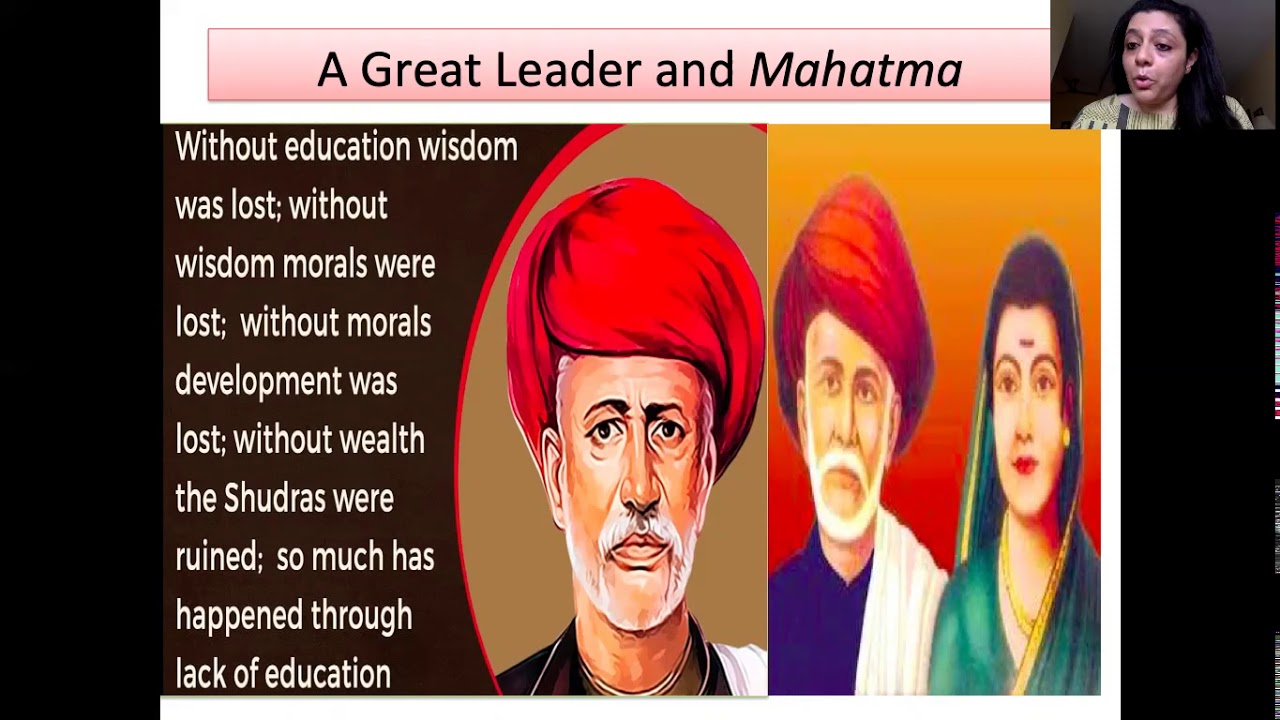 A Great Leader and Mahatma
Without education wisdom
was lost; without
wisdom morals were
lost; without morals
development was
lost; without wealth
the Shudras were
ruined; so much has
happened through
lack of education